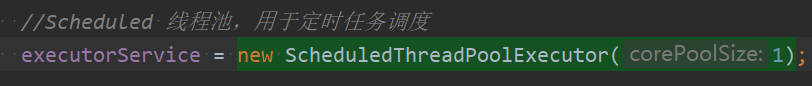 //Scheduled 线程池，用于定时任务调度
executorService = new ScheduledThreadPoolExecutor( corePoolSize: 1);